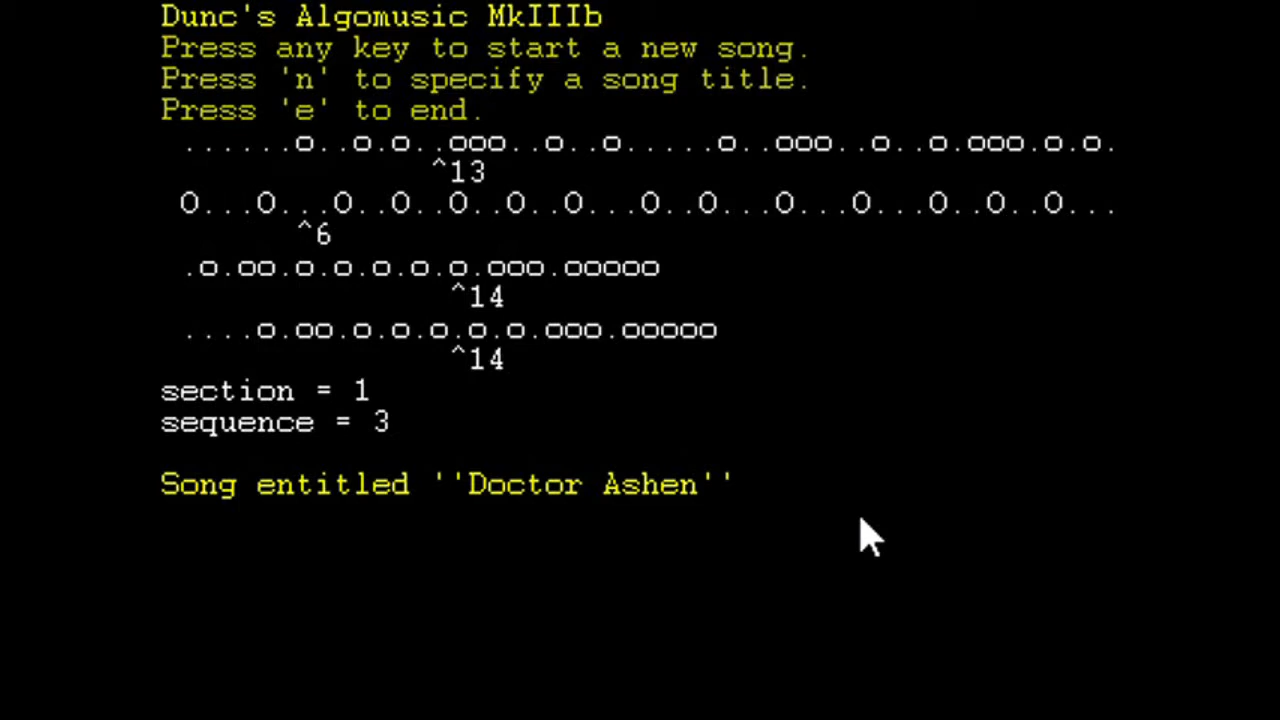 Dunc's Algomusic MkIIIb
Press any key to start a new song.
Press 'n' to specify a song title.
Press 'e' to end.
......o..o.o..ooo..o..o.....o..ooo..o..o.ooo.o.o.
^13
O...O...O..O..O..O..O...O..O...O...O...O..O..O...
^6
.o.oo.o.o.o.o.o.ooo.ooooo
^14
....o.oo.o.o.o.o.o.ooo.ooooo
^14
section = 1
sequence = 3
Song entitled ''Doctor Ashen''